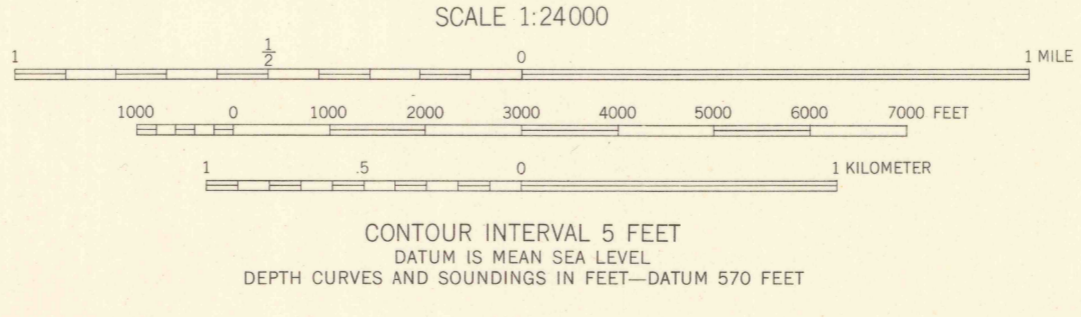 SCALE 1:24000
1 1/2 0 1 MILE
1000 0 1000 2000 3000 4000 5000 6000 7000 FEET
1 .5 0 1 KILOMETER
CONTOUR INTERVAL 5 FEET
DATUM IS MEAN SEA LEVEL
DEPTH CURVES AND SOUNDINGS IN FEET—DATUM 570 FEET